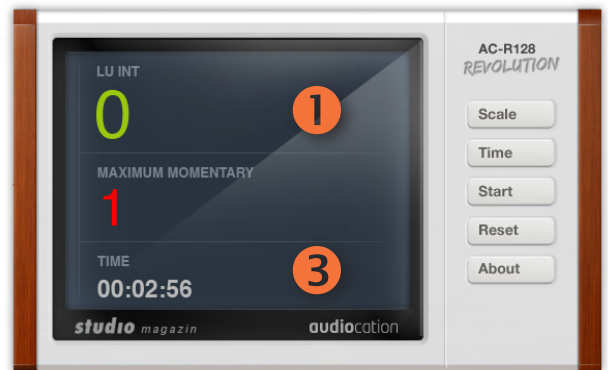 AC-R128
REVOLUTION
LU INT
0
1
Scale
Time
MAXIMUM MOMENTARY
1
Start
Reset
TIME
00:02:56
3
About
studio magazin
audiocation